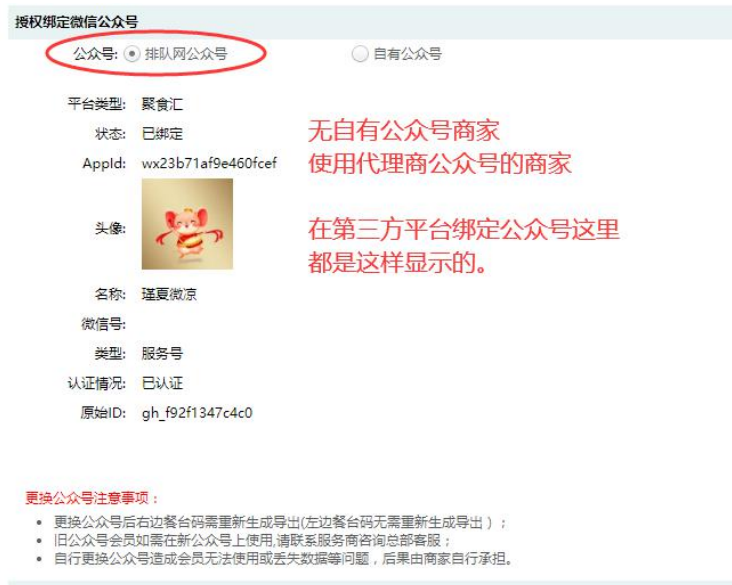 授权绑定微信公众号
公众号: 排队网公众号 自有公众号
平台类型: 聚食汇
状态: 已绑定
AppId: wx23b71af9e460fcef
头像:
名称: 瑾夏微凉
微信号:
类型: 服务号
认证情况: 已认证
原始ID: gh_f92f1347c4c0
无自有公众号商家
使用代理商公众号的商家
在第三方平台绑定公众号这里
都是这样显示的。
更换公众号注意事项：
• 更换公众号后右边餐台码需重新生成导出(左边餐台码无需重新生成导出）；
• 旧公众号会员如需在新公众号上使用,请联系服务商咨询总部客服；
• 自行更换公众号造成会员无法使用或丢失数据等问题，后果由商家自行承担。